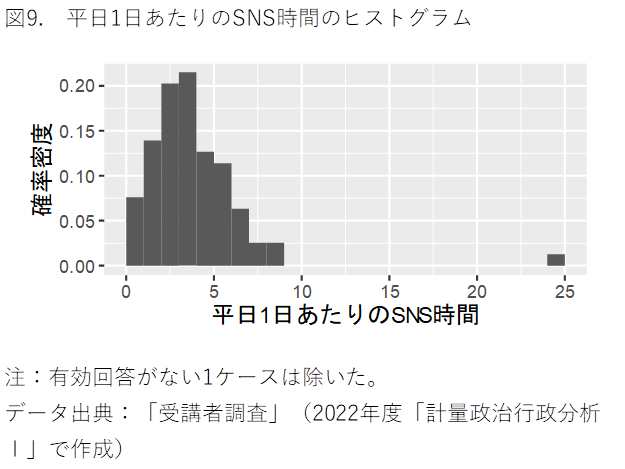 図9.　平日1日あたりのSNS時間のヒストグラム
0.20
0.15
0.10
0.05
0.00
確率密度
0 5 10 15 20 25
平日1日あたりのSNS時間
注：有効回答がない1ケースは除いた。
データ出典：「受講者調査」（2022年度「計量政治行政分析
Ⅰ」で作成）